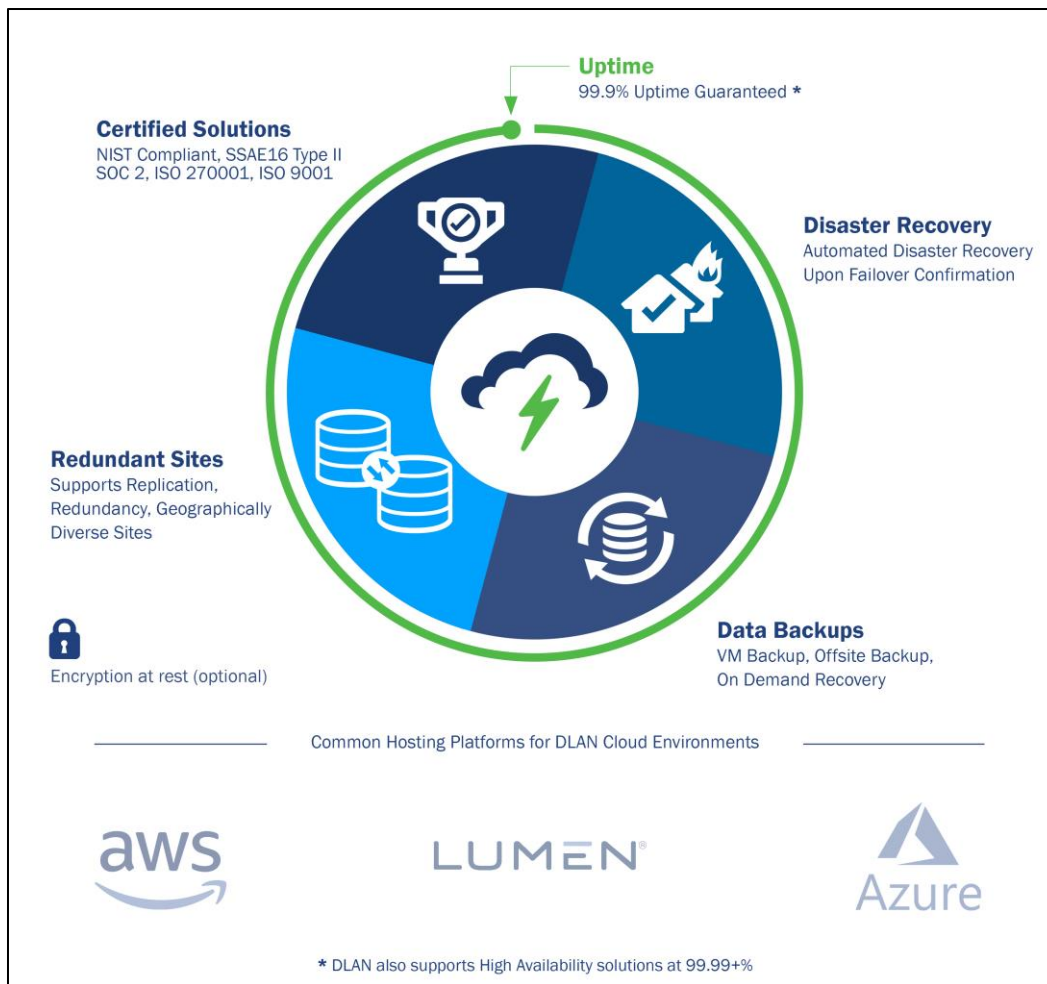 Uptime
99.9% Uptime Guaranteed *
Certified Solutions
NIST Compliant, SSAE16 Type II
SOC 2, ISO 270001, ISO 9001
Disaster Recovery
Automated Disaster Recovery
Upon Failover Confirmation
Redundant Sites
Supports Replication,
Redundancy, Geographically
Diverse Sites
Data Backups
VM Backup, Offsite Backup,
On Demand Recovery
Encryption at rest (optional)
Common Hosting Platforms for DLAN Cloud Environments
aws
LUMEN®
Azure
* DLAN also supports High Availability solutions at 99.99+%